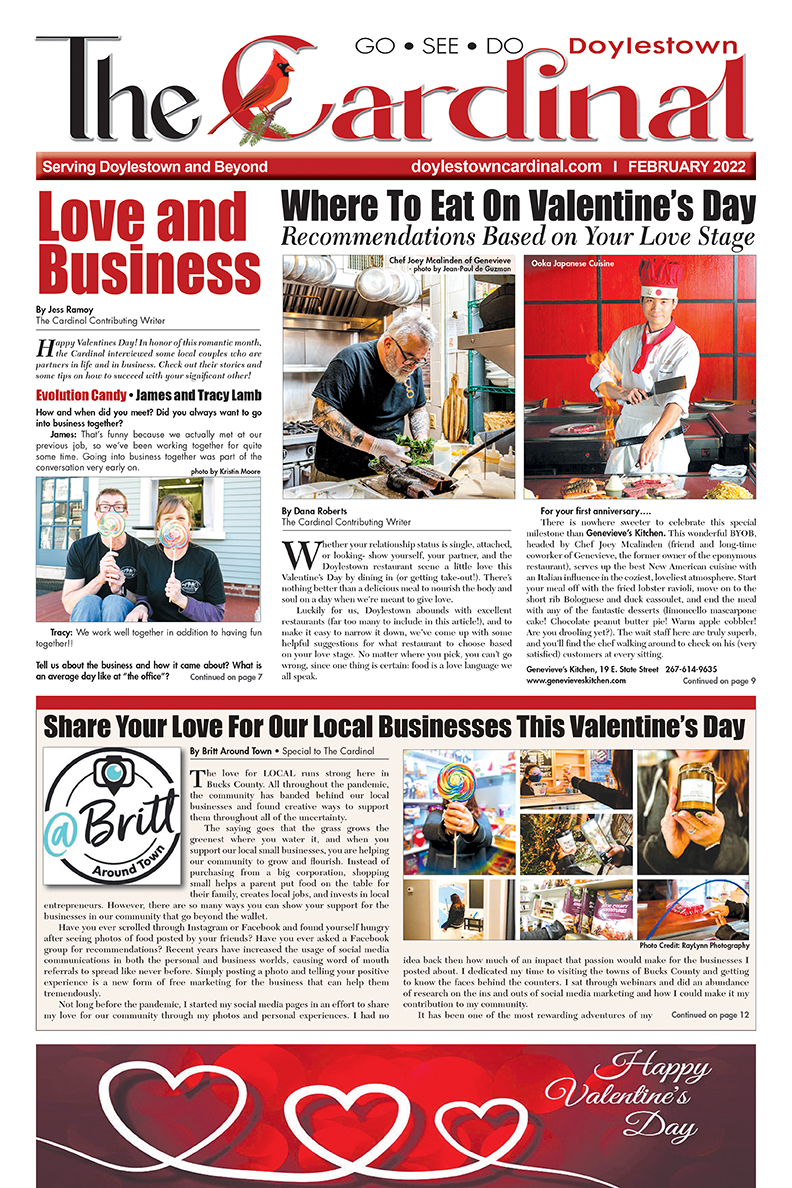 GO • SEE • DO Doylestown
The Cardinal
Serving Doylestown and Beyond
doylestowncardinal.com I FEBRUARY 2022
Love and
Business
By Jess Ramoy
The Cardinal Contributing Writer
Happy Valentines Day! In honor of this romantic month,
the Cardinal interviewed some local couples who are
partners in life and in business. Check out their stories and
some tips on how to succeed with your significant other!
Evolution Candy • James and Tracy Lamb
How and when did you meet? Did you always want to go
into business together?
James: That's funny because we actually met at our
previous job, so we've been working together for quite
some time. Going into business together was part of the
conversation very early on.
photo by Kristin Moore
Tracy: We work well together in addition to having fun
together!!
Tell us about the business and how it came about? What is
an average day like at "the office"? Continued on page 7
Where To Eat On Valentine's Day
Recommendations Based on Your Love Stage
Chef Joey Mcalinden of Genevieve
- photo by Jean-Paul de Guzman
Ooka Japanese Cuisine
By Dana Roberts
The Cardinal Contributing Writer
Whether your relationship status is single, attached,
or looking- show yourself, your partner, and the
Doylestown restaurant scene a little love this
Valentine's Day by dining in (or getting take-out!). There's
nothing better than a delicious meal to nourish the body and
soul on a day when we're meant to give love.
Luckily for us, Doylestown abounds with excellent
restaurants (far too many to include in this article!), and to
make it easy to narrow it down, we've come up with some
helpful suggestions for what restaurant to choose based
on your love stage. No matter where you pick, you can't go
wrong, since one thing is certain: food is a love language we
all speak.
For your first anniversary….
There is nowhere sweeter to celebrate this special
milestone than Genevieve's Kitchen. This wonderful BYOB,
headed by Chef Joey Mcalinden (friend and long-time
coworker of Genevieve, the former owner of the eponymous
restaurant), serves up the best New American cuisine with
an Italian influence in the coziest, loveliest atmosphere. Start
your meal off with the fried lobster ravioli, move on to the
short rib Bolognese and duck cassoulet, and end the meal
with any of the fantastic desserts (limoncello mascarpone
cake! Chocolate peanut butter pie! Warm apple cobbler!
Are you drooling yet?). The wait staff here are truly superb,
and you'll find the chef walking around to check on his (very
satisfied) customers at every sitting.
Genevieve's Kitchen, 19 E. State Street 267-614-9635
www.genevieveskitchen.com Continued on page 9
Share Your Love For Our Local Businesses This Valentine's Day
@Britt
Around Town
By Britt Around Town • Special to The Cardinal
The love for LOCAL runs strong here in
Bucks County. All throughout the pandemic,
the community has banded behind our local
businesses and found creative ways to support
them throughout all of the uncertainty.
The saying goes that the grass grows the
greenest where you water it, and when you
support our local small businesses, you are helping
our community to grow and flourish. Instead of
purchasing from a big corporation, shopping
small helps a parent put food on the table for
their family, creates local jobs, and invests in local
entrepreneurs. However, there are so many ways you can show your support for the
businesses in our community that go beyond the wallet.
Have you ever scrolled through Instagram or Facebook and found yourself hungry
after seeing photos of food posted by your friends? Have you ever asked a Facebook
group for recommendations? Recent years have increased the usage of social media
communications in both the personal and business worlds, causing word of mouth
referrals to spread like never before. Simply posting a photo and telling your positive
experience is a new form of free marketing for the business that can help them
tremendously.
Not long before the pandemic, I started my social media pages in an effort to share
my love for our community through my photos and personal experiences. I had no
Photo Credit: RayLynn Photography
idea back then how much of an impact that passion would make for the businesses I
posted about. I dedicated my time to visiting the towns of Bucks County and getting
to know the faces behind the counters. I sat through webinars and did an abundance
of research on the ins and outs of social media marketing and how I could make it my
contribution to my community.
It has been one of the most rewarding adventures of my Continued on page 12
Happy
Valentine's
Day